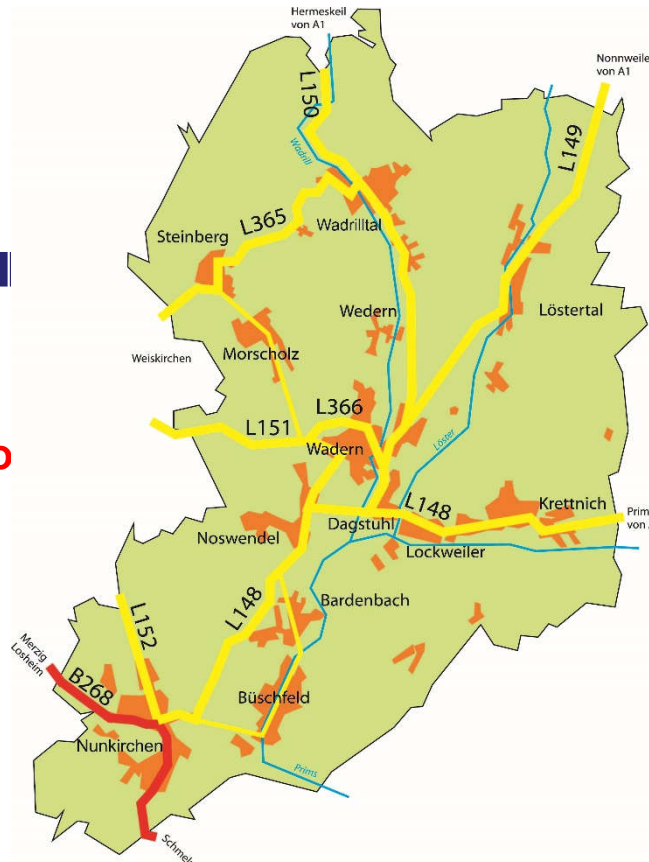 Hermeskeil
von A1
Nonnweile
von A1
L150
Wadrill
L149
L365
Steinberg
Wadrilltal
Wedern
Löstertal
Weiskirchen
Morscholz
L366
L151
Wadern
Löster
L148
Krettnich
Prims
von A
Noswendel
Dagstuhl
Lockweiler
Bardenbach
L148
L152
Merzig
Losheim
B268
Büschfeld
Nunkirchen
Prims
Schmel